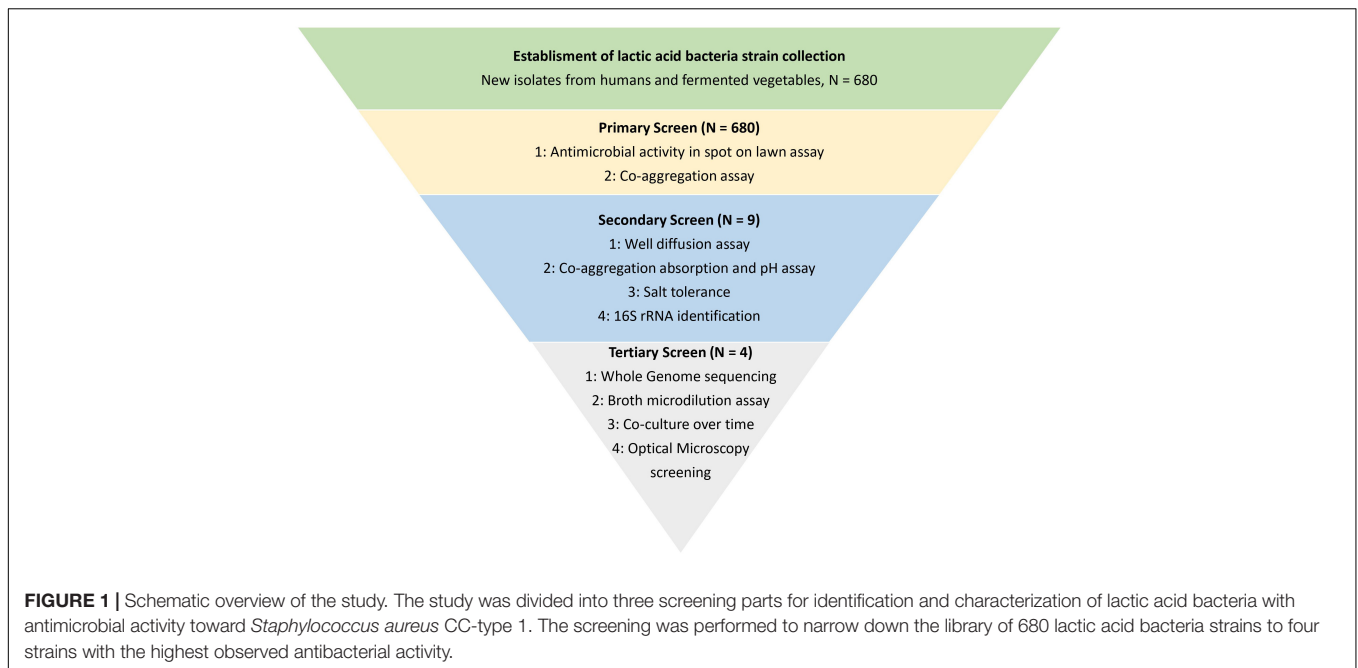 Establisment of lactic acid bacteria strain collection
New isolates from humans and fermented vegetables, N = 680
Primary Screen (N = 680)
1: Antimicrobial activity in spot on lawn assay
2: Co-aggregation assay
Secondary Screen (N = 9)
1: Well diffusion assay
2: Co-aggregation absorption and pH assay
3: Salt tolerance
4: 16S rRNA identification
Tertiary Screen (N = 4)
1: Whole Genome sequencing
2: Broth microdilution assay
3: Co-culture over time
4: Optical Microscopy
screening
FIGURE 1 | Schematic overview of the study. The study was divided into three screening parts for identification and characterization of lactic acid bacteria with
antimicrobial activity toward Staphylococcus aureus CC-type 1. The screening was performed to narrow down the library of 680 lactic acid bacteria strains to four
strains with the highest observed antibacterial activity.